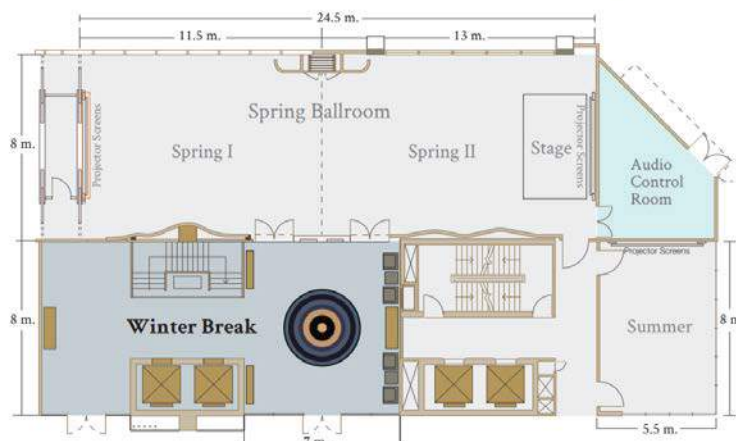 24.5 m.
11.5 m.
13 m.
Spring Ballroom
Projector Screens
Spring I
Spring II
Stage
Projector Screens
8 m.
Audio
Control
Room
Projector Screens
8 m.
Winter Break
Summer
7 m.
5.5 m.